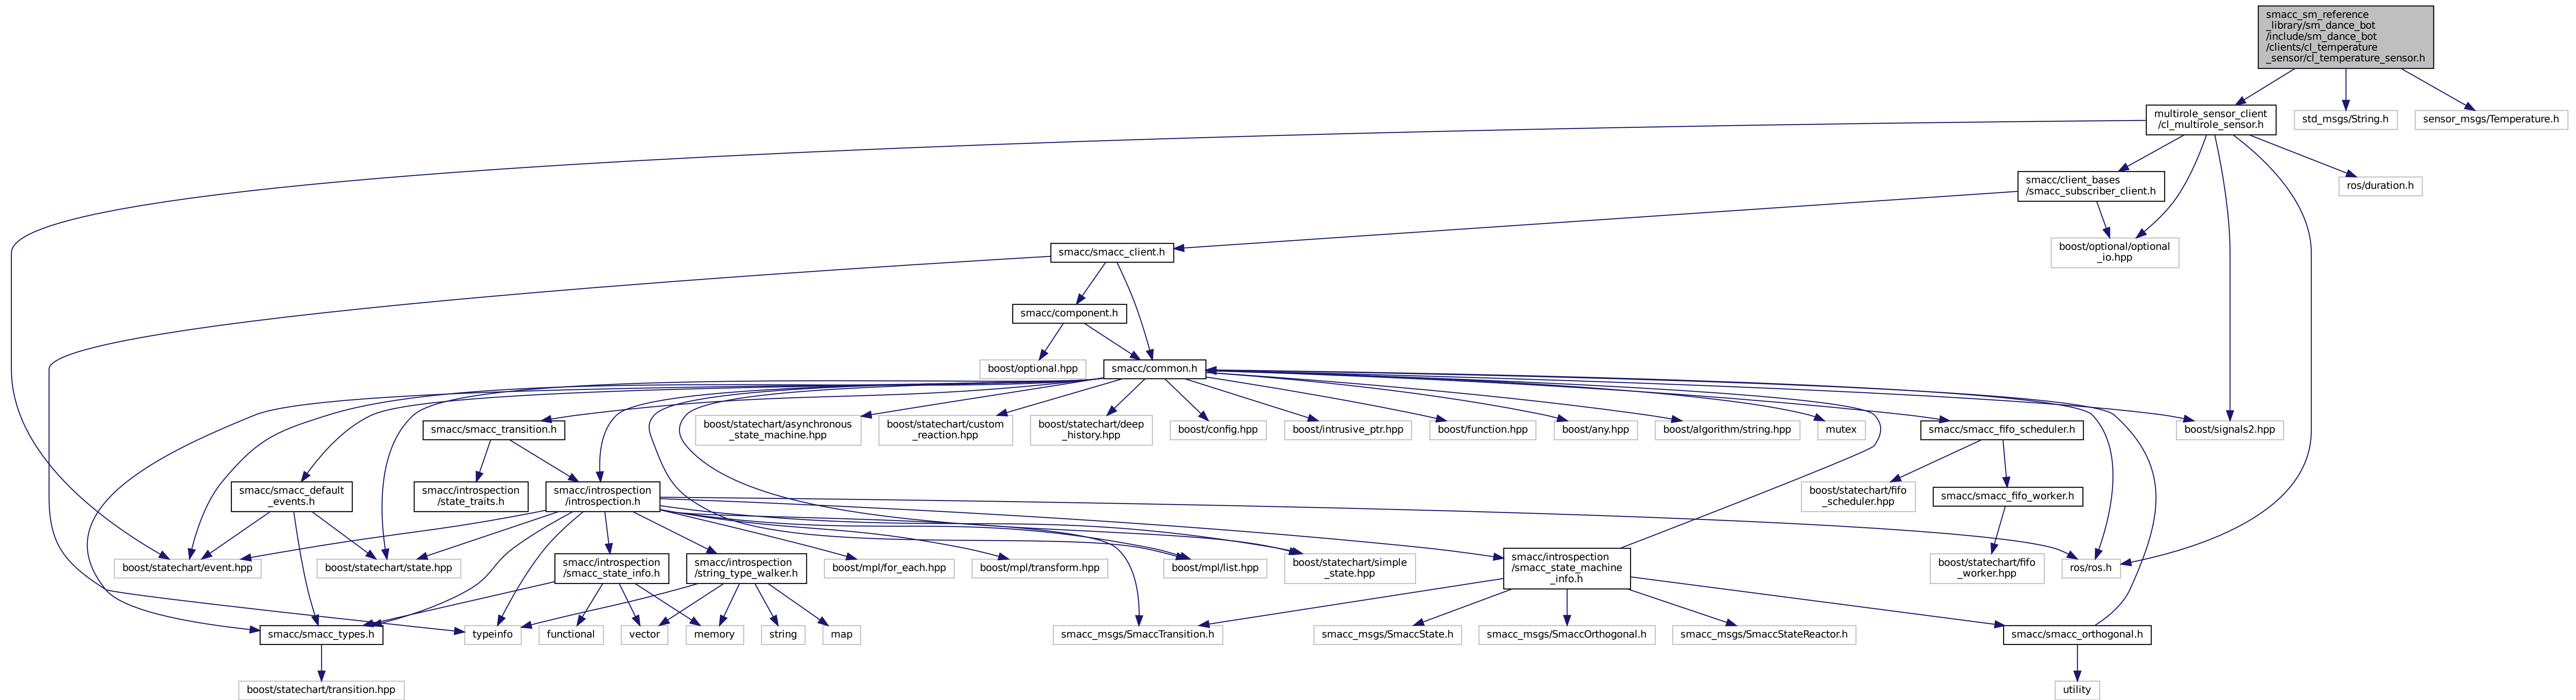 smacc_sm_reference
_library/sm_dance_bot
/include/sm_dance_bot
/clients/cl_temperature
_sensor/cl_temperature_sensor.h
multirole_sensor_client
/cl_multirole_sensor.h
std_msgs/String.h
sensor_msgs/Temperature.h
smacc/client_bases
/smacc_subscriber_client.h
ros/duration.h
smacc/smacc_client.h
boost/optional/optional
_io.hpp
smacc/component.h
boost/optional.hpp
smacc/common.h
smacc/smacc_transition.h
boost/statechart/asynchronous
_state_machine.hpp
boost/statechart/custom
_reaction.hpp
boost/statechart/deep
_history.hpp
boost/config.hpp
boost/intrusive_ptr.hpp
boost/function.hpp
boost/any.hpp
boost/algorithm/string.hpp
mutex
smacc/smacc_fifo_scheduler.h
boost/signals2.hpp
smacc/smacc_default
_events.h
smacc/introspection
/state_traits.h
smacc/introspection
/introspection.h
boost/statechart/fifo
_scheduler.hpp
smacc/smacc_fifo_worker.h
boost/statechart/event.hpp
boost/statechart/state.hpp
smacc/introspection
/smacc_state_info.h
smacc/introspection
/string_type_walker.h
boost/mpl/for_each.hpp
boost/mpl/transform.hpp
boost/mpl/list.hpp
boost/statechart/simple
_state.hpp
smacc/introspection
/smacc_state_machine
_info.h
boost/statechart/fifo
_worker.hpp
ros/ros.h
smacc/smacc_types.h
typeinfo
functional
vector
memory
string
map
smacc_msgs/SmaccTransition.h
smacc_msgs/SmaccState.h
smacc_msgs/SmaccOrthogonal.h
smacc_msgs/SmaccStateReactor.h
smacc/smacc_orthogonal.h
boost/statechart/transition.hpp
utility